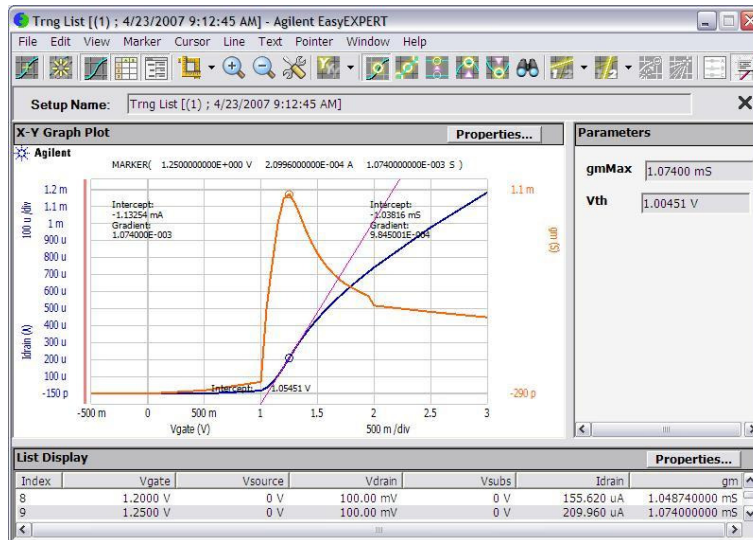 Trng List [(1) ; 4/23/2007 9:12:45 AM] - Agilent EasyEXPERT
File Edit View Marker Cursor Line Text Pointer Window Help
Setup Name: Trng List [(1) ; 4/23/2007 9:12:45 AM]
X-Y Graph Plot Properties...
Agilent
MARKER( 1.2500000000E+000 V 2.0996000000E-004 A 1.0740000000E-003 S )
1.2 m
1.1 m
1 m
900 u
800 u
700 u
600 u
500 u
400 u
300 u
200 u
100 u
-150 p
100 u /div
Idrain (A)
Intercept:
-1.13254 mA
Gradient:
1.074000E-003
Intercept:
-1.03816 mS
Gradient:
9.845001E-004
Intercept: 1.05451 V
1.1 m
gm (S)
-290 p
-500 m 0 500 m 1 1.5 2 2.5 3
Vgate (V) 500 m /div
Parameters
gmMax 1.07400 mS
Vth 1.00451 V
List Display Properties...
Index Vgate Vsource Vdrain Vsubs Idrain gm
8 1.2000 V 0 V 100.00 mV 0 V 155.620 uA 1.048740000 mS
9 1.2500 V 0 V 100.00 mV 0 V 209.960 uA 1.074000000 mS